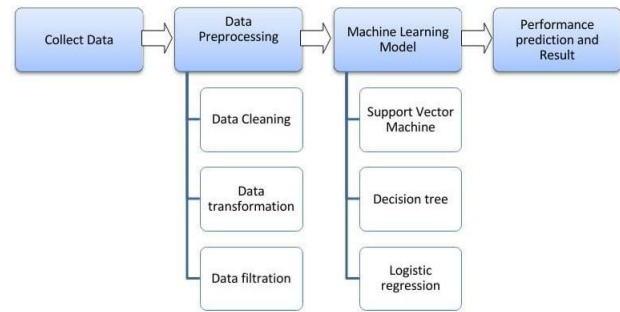 Collect Data
Data
Preprocessing
Machine Learning
Model
Performance
prediction and
Result
Data Cleaning
Data
transformation
Data filtration
Support Vector
Machine
Decision tree
Logistic
regression